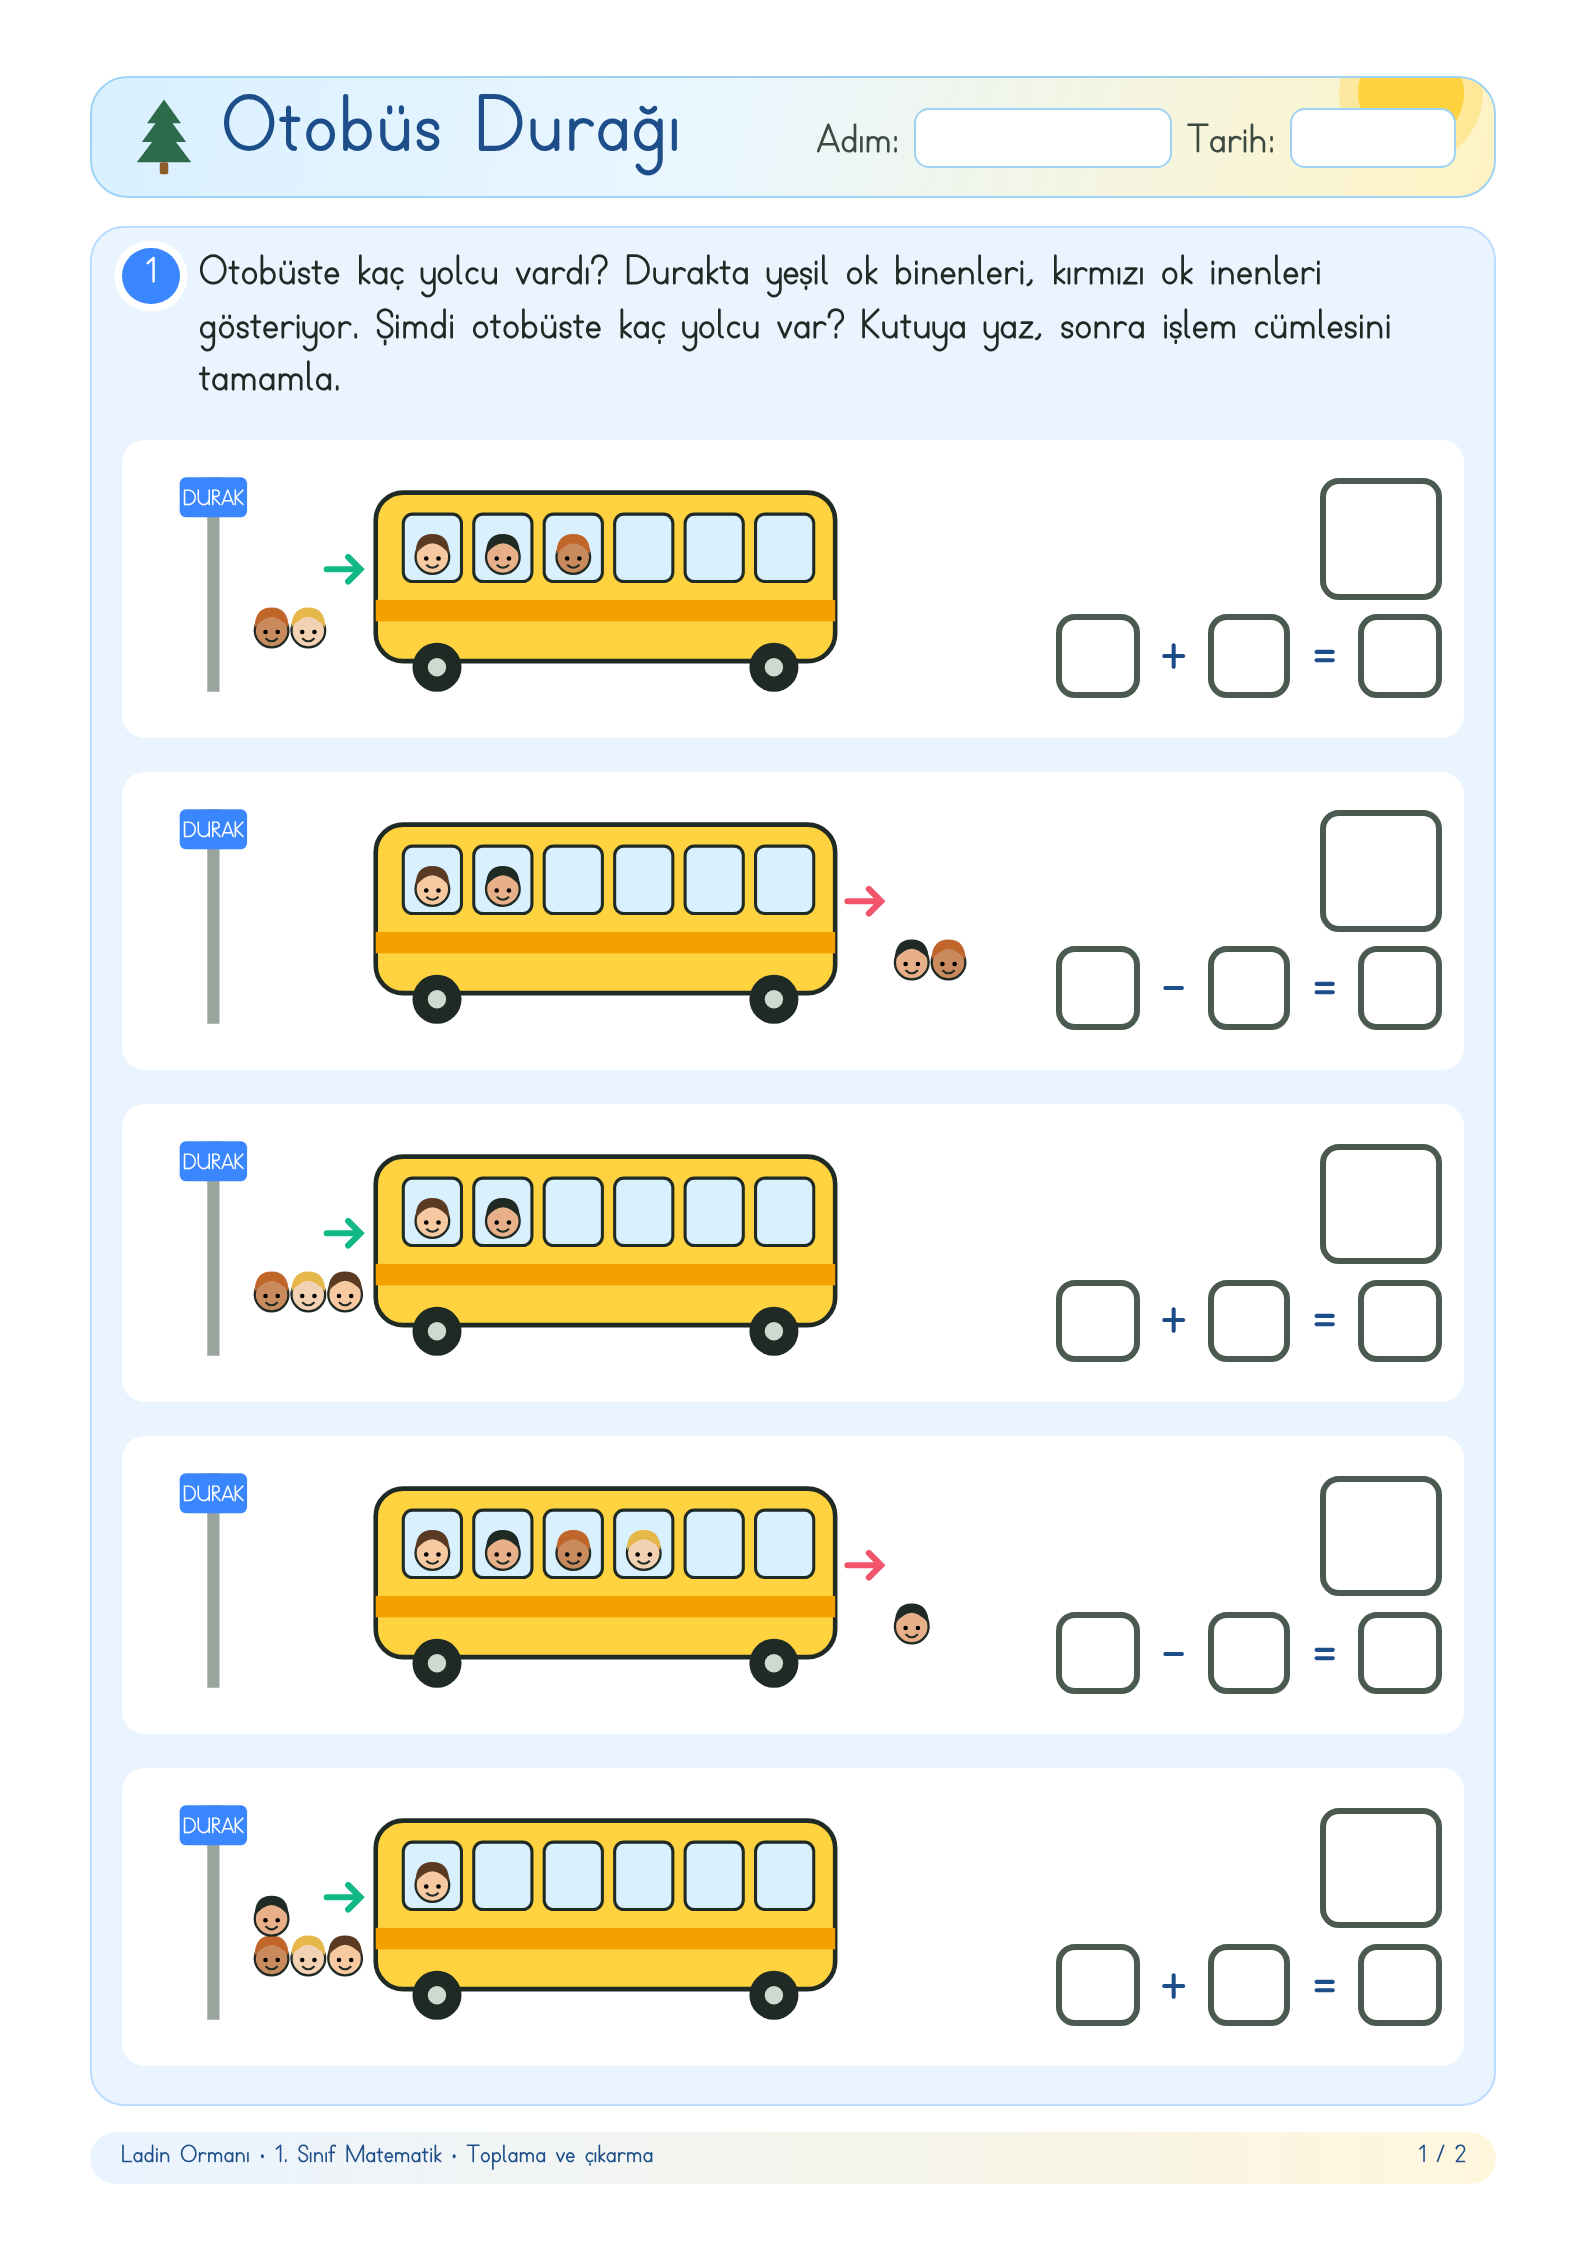 Otobüs Durağı
Adım:
Tarih:
1
Otobüste kaç yolcu vardı? Durakta yeşil ok binenleri, kırmızı ok inenleri
gösteriyor. Şimdi otobüste kaç yolcu var? Kutuya yaz, sonra işlem cümlesini
tamamla.
DURAK
+ =
DURAK
- =
DURAK
+ =
DURAK
- =
DURAK
+ =
Ladin Ormanı • 1. Sınıf Matematik • Toplama ve çıkarma
1 / 2